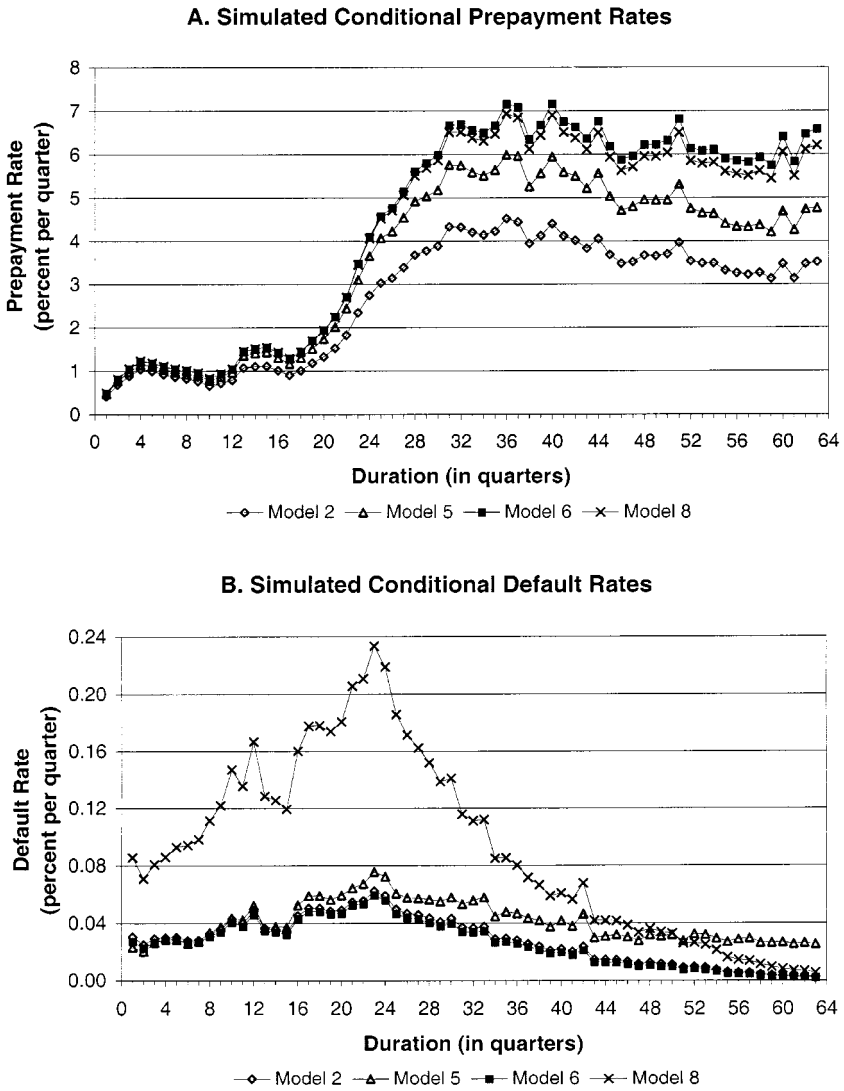 A. Simulated Conditional Prepayment Rates
Prepayment Rate
(percent per quarter)
8
7
6
5
4
3
2
1
0
0 4 8 12 16 20 24 28 32 36 40 44 48 52 56 60 64
Duration (in quarters)
Model 2 Model 5 Model 6 Model 8
B. Simulated Conditional Default Rates
Default Rate
(percent per quarter)
0.24
0.20
0.16
0.12
0.08
0.04
0.00
0 4 8 12 16 20 24 28 32 36 40 44 48 52 56 60 64
Duration (in quarters)
Model 2 Model 5 Model 6 Model 8